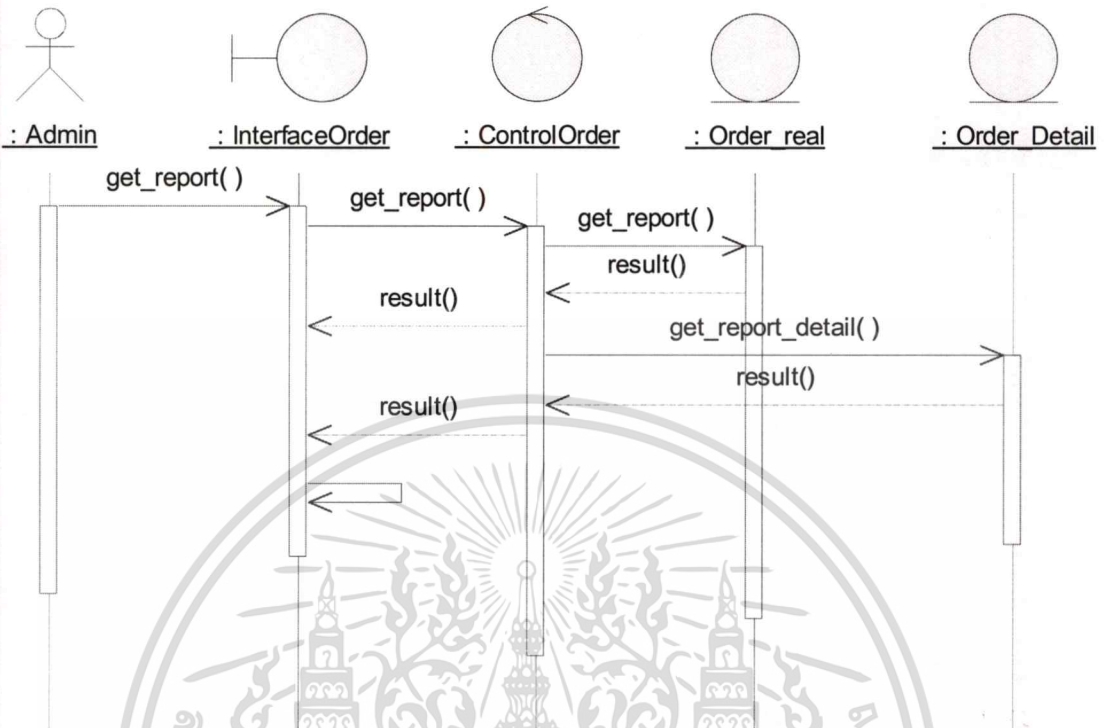 : Admin
: InterfaceOrder
: ControlOrder
: Order_real
: Order_Detail
get_report( )
get_report( )
get_report( )
result()
result()
get_report_detail( )
result()
result()